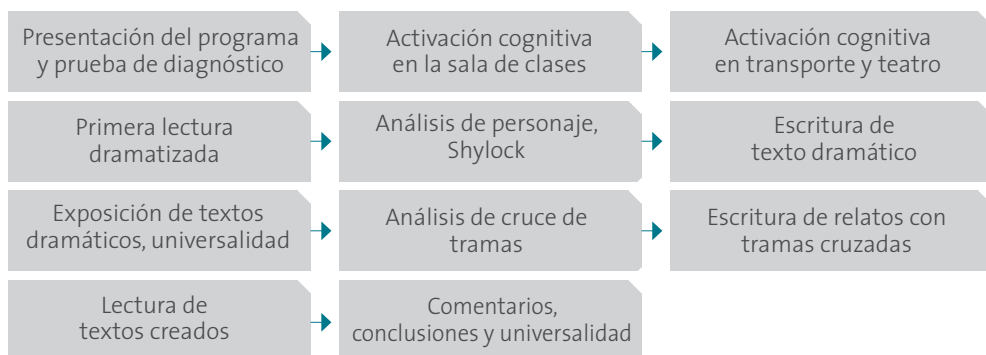 Presentación del programa
y prueba de diagnóstico
Activación cognitiva
en la sala de clases
Activación cognitiva
en transporte y teatro
Primera lectura
dramatizada
Análisis de personaje,
Shylock
Escritura de
texto dramático
Exposición de textos
dramáticos, universalidad
Análisis de cruce de
tramas
Escritura de relatos con
tramas cruzadas
Lectura de
textos creados
Comentarios,
conclusiones y universalidad